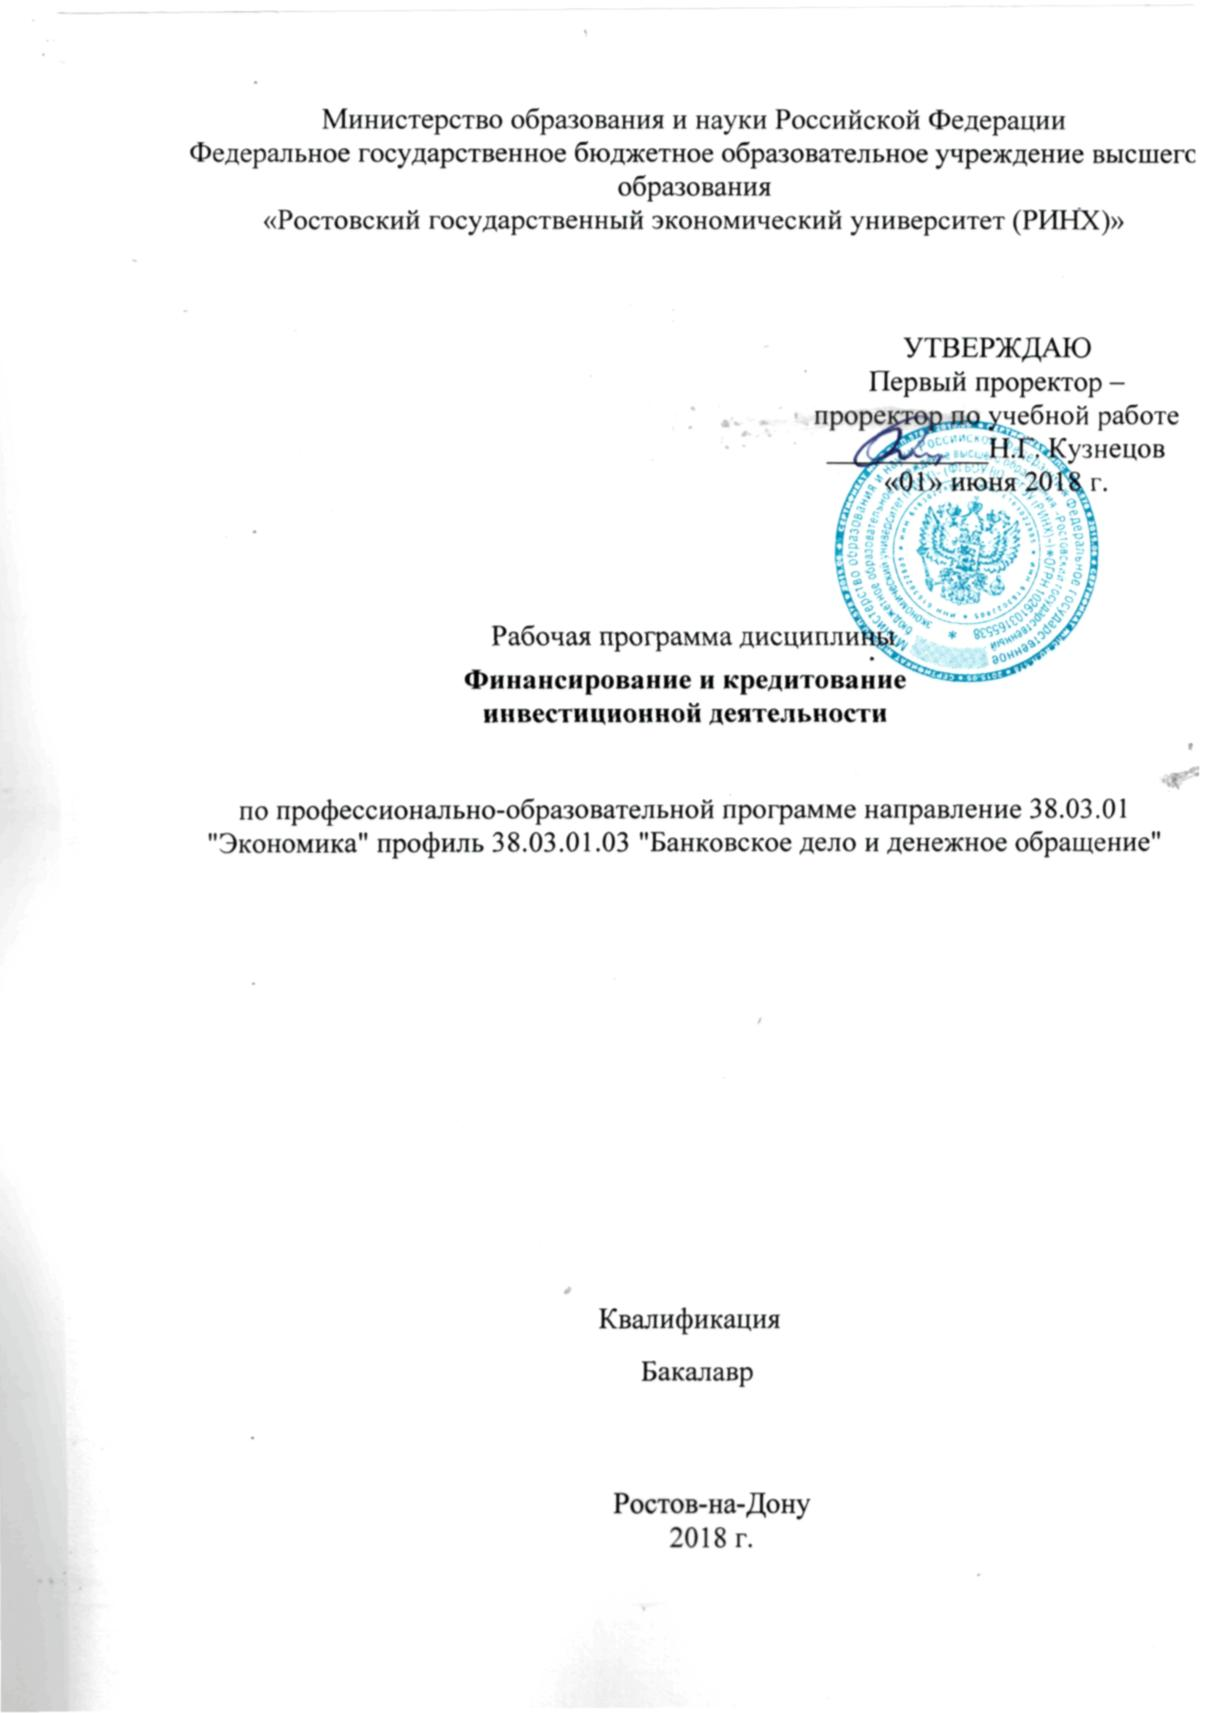 Министерство образования и науки Российской Федерации
Федеральное государственное бюджетное образовательное учреждение высшего
образования
«Ростовский государственный экономический университет (РИНХ)»
УТВЕРЖДАЮ
Первый проректор –
проректор по учебной работе
Н.Г. Кузнецов
«01» июня 2018 г.
Рабочая программа дисциплины
Финансирование и кредитование
инвестиционной деятельности
по профессионально-образовательной программе направление 38.03.01
"Экономика" профиль 38.03.01.03 "Банковское дело и денежное обращение"
Квалификация
Бакалавр
Ростов-на-Дону
2018 г.